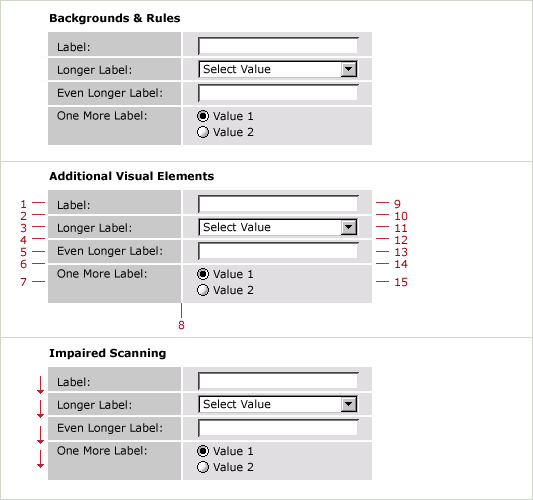 Backgrounds & Rules
Label:
Longer Label: Select Value
Even Longer Label:
One More Label: Value 1
Value 2
Additional Visual Elements
1 Label: 9
2 10
3 Longer Label: Select Value 11
4 12
5 Even Longer Label: 13
6 14
7 One More Label: Value 1 15
Value 2
8
Impaired Scanning
Label:
Longer Label: Select Value
Even Longer Label:
One More Label: Value 1
Value 2